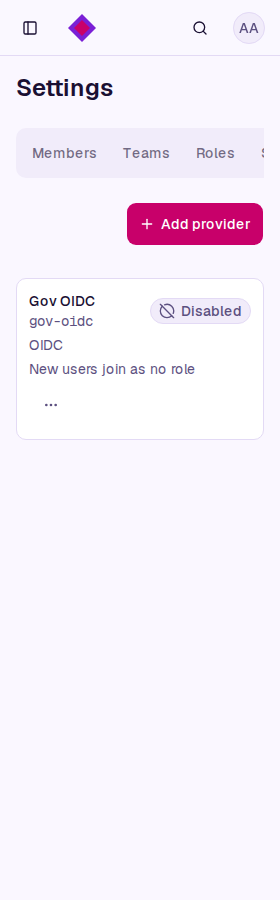 AA
Settings
Members Teams Roles
+ Add provider
Gov OIDC
gov-oidc
Disabled
OIDC
New users join as no role
...